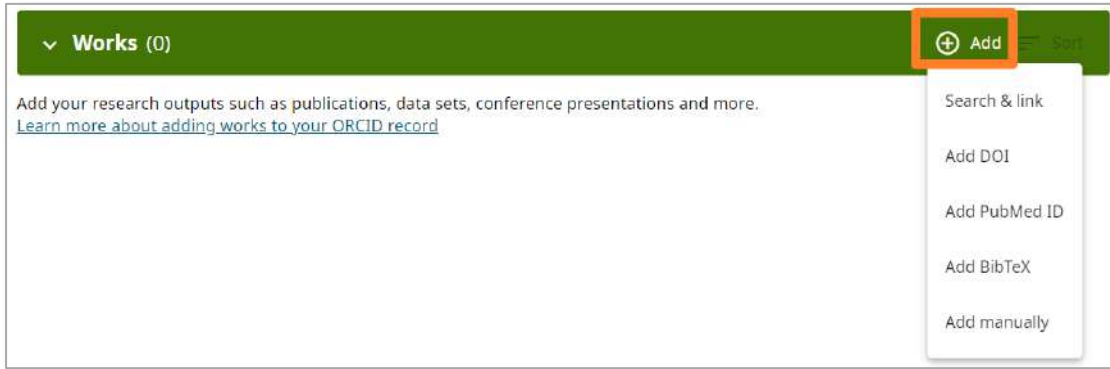 Works (0)
Add
Sort
Add your research outputs such as publications, data sets, conference presentations and more.
Learn more about adding works to your ORCID record
Search & link
Add DOI
Add PubMed ID
Add BibTeX
Add manually